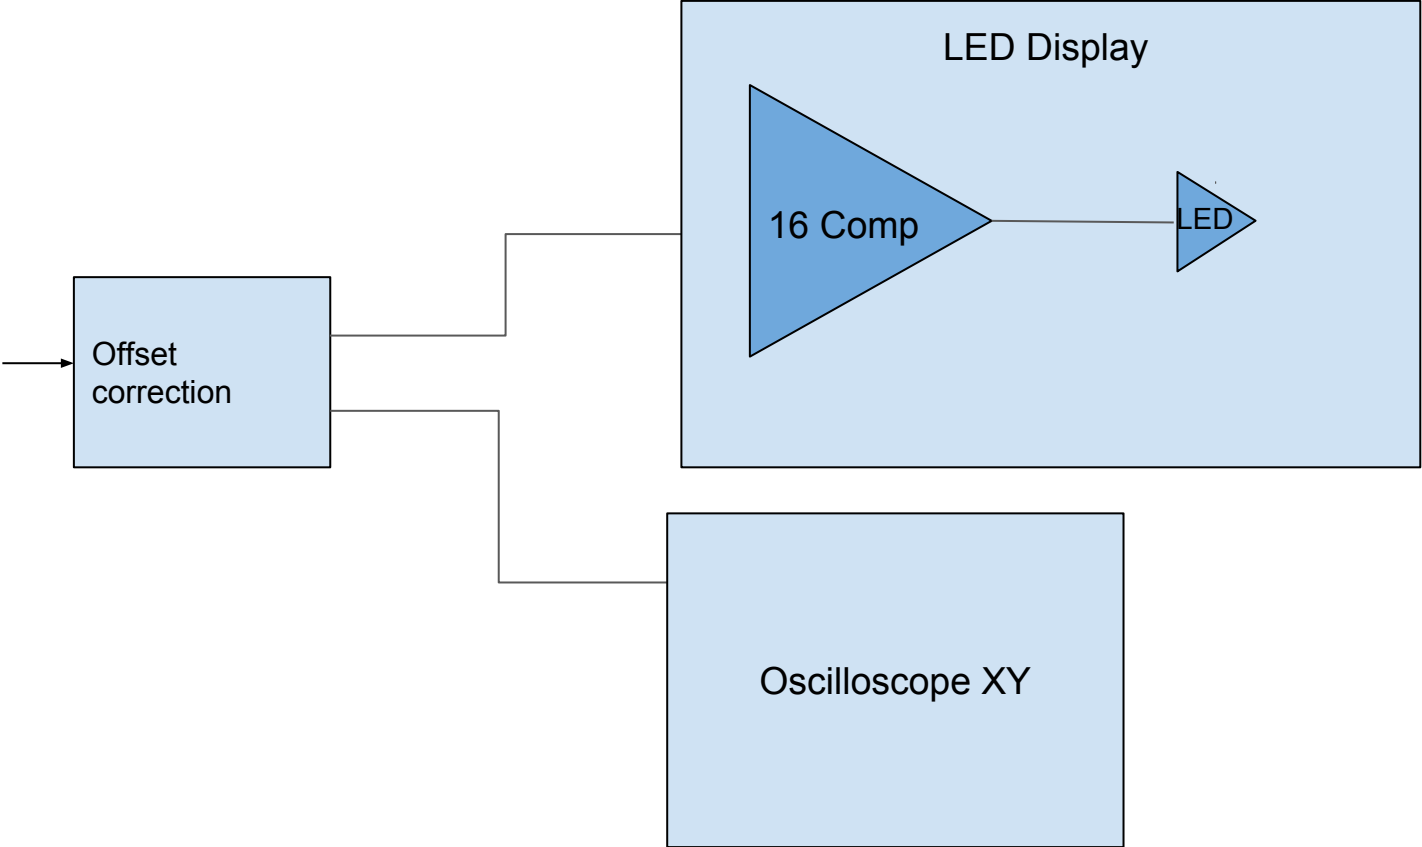 LED Display
16 Comp
LED
Offset
correction
Oscilloscope XY